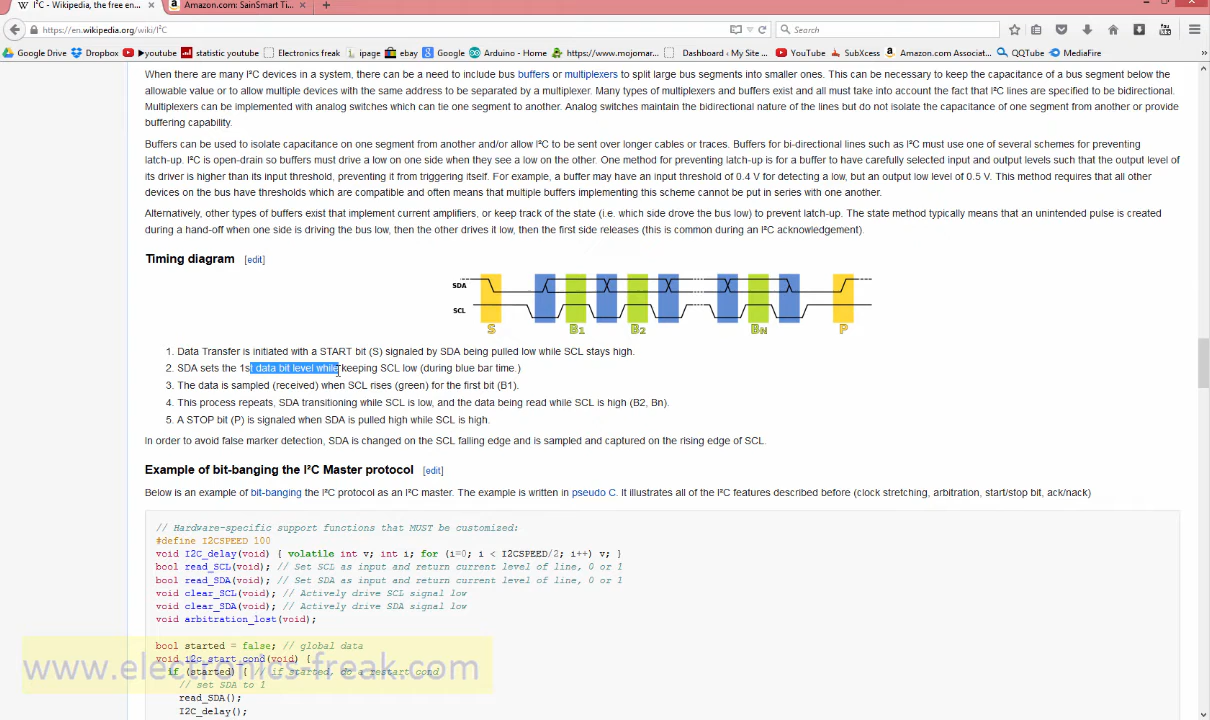 I²C - Wikipedia, the free en...
Amazon.com: SainSmart Ti...
https://en.wikipedia.org/wiki/I²C
Search
Google Drive Dropbox ▶youtube statistic youtube Electronics freak ipage ebay Google Arduino - Home https://www.mojomar... Dashboard ‹ My Site ... YouTube SubXcess Amazon.com Associat... QQTube MediaFire
When there are many I²C devices in a system, there can be a need to include bus buffers or multiplexers to split large bus segments into smaller ones. This can be necessary to keep the capacitance of a bus segment below the
allowable value or to allow multiple devices with the same address to be separated by a multiplexer. Many types of multiplexers and buffers exist and all must take into account the fact that I²C lines are specified to be bidirectional.
Multiplexers can be implemented with analog switches which can tie one segment to another. Analog switches maintain the bidirectional nature of the lines but do not isolate the capacitance of one segment from another or provide
buffering capability.
Buffers can be used to isolate capacitance on one segment from another and/or allow I²C to be sent over longer cables or traces. Buffers for bi-directional lines such as I²C must use one of several schemes for preventing
latch-up. I²C is open-drain so buffers must drive a low on one side when they see a low on the other. One method for preventing latch-up is for a buffer to have carefully selected input and output levels such that the output level of
its driver is higher than its input threshold, preventing it from triggering itself. For example, a buffer may have an input threshold of 0.4 V for detecting a low, but an output low level of 0.5 V. This method requires that all other
devices on the bus have thresholds which are compatible and often means that multiple buffers implementing this scheme cannot be put in series with one another.
Alternatively, other types of buffers exist that implement current amplifiers, or keep track of the state (i.e. which side drove the bus low) to prevent latch-up. The state method typically means that an unintended pulse is created
during a hand-off when one side is driving the bus low, then the other drives it low, then the first side releases (this is common during an I²C acknowledgement).
Timing diagram [edit]
SDA
SCL
S B1 B2 BN P
1. Data Transfer is initiated with a START bit (S) signaled by SDA being pulled low while SCL stays high.
2. SDA sets the 1st data bit level while keeping SCL low (during blue bar time.)
3. The data is sampled (received) when SCL rises (green) for the first bit (B1).
4. This process repeats, SDA transitioning while SCL is low, and the data being read while SCL is high (B2, Bn).
5. A STOP bit (P) is signaled when SDA is pulled high while SCL is high.
In order to avoid false marker detection, SDA is changed on the SCL falling edge and is sampled and captured on the rising edge of SCL.
Example of bit-banging the I²C Master protocol [edit]
Below is an example of bit-banging the I²C protocol as an I²C master. The example is written in pseudo C. It illustrates all of the I²C features described before (clock stretching, arbitration, start/stop bit, ack/nack)
// Hardware-specific support functions that MUST be customized:
#define I2CSPEED 100
void I2C_delay(void) { volatile int v; int i; for (i=0; i < I2CSPEED/2; i++) v; }
bool read_SCL(void); // Set SCL as input and return current level of line, 0 or 1
bool read_SDA(void); // Set SDA as input and return current level of line, 0 or 1
void clear_SCL(void); // Actively drive SCL signal low
void clear_SDA(void); // Actively drive SDA signal low
void arbitration_lost(void);
bool started = false; // global data
void i2c_start_cond(void) {
if (started) { // if started, do a restart cond
// set SDA to 1
read_SDA();
I2C_delay();
www.electronics-freak.com